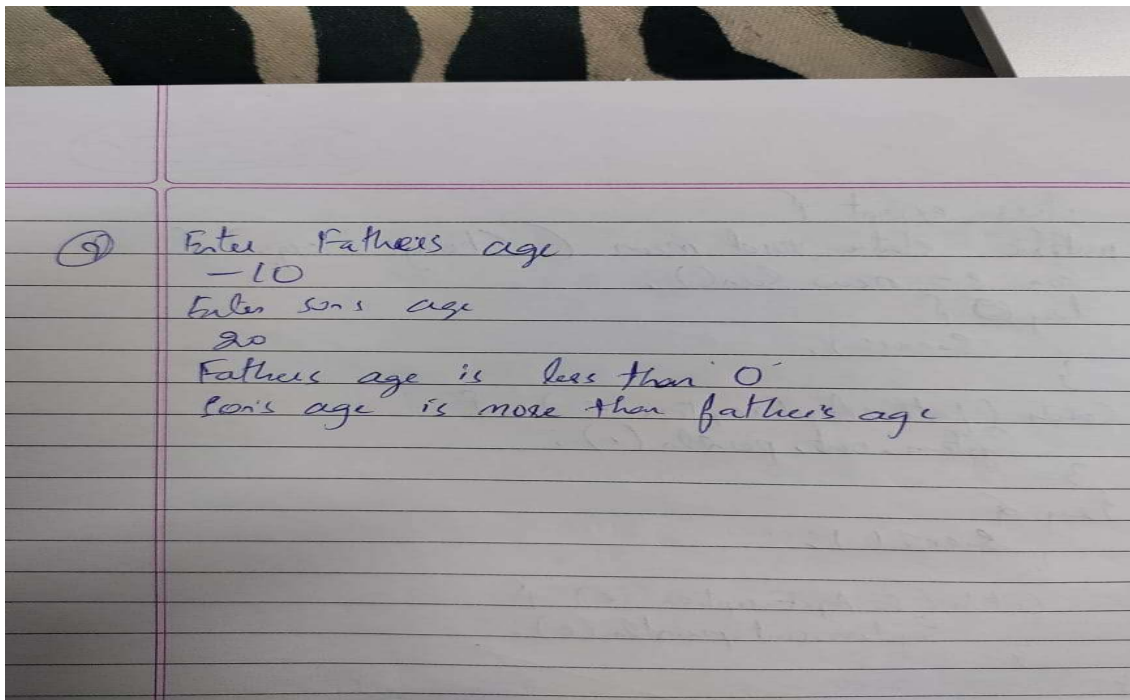 Enter Fathers age
-10
Enter sons age
20
Fathers age is less than 0
Son's age is more than father's age